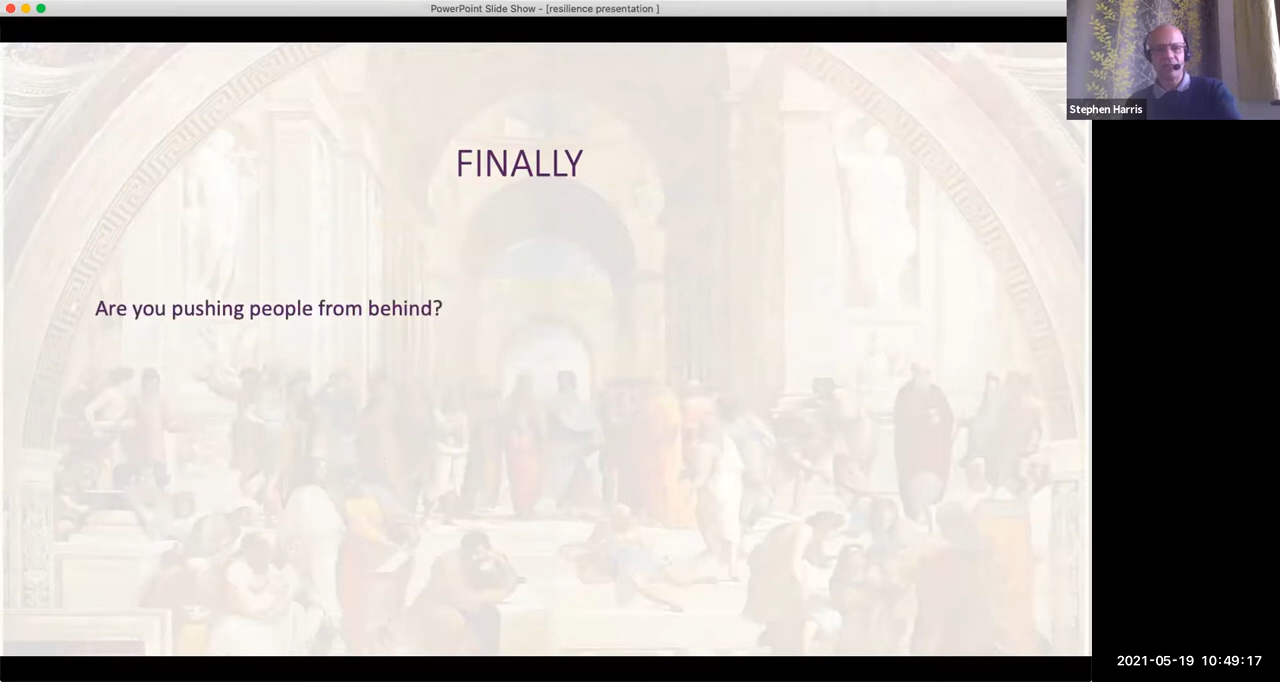 PowerPoint Slide Show - [resilience presentation ]
Stephen Harris
FINALLY
Are you pushing people from behind?
2021-05-19 10:49:17